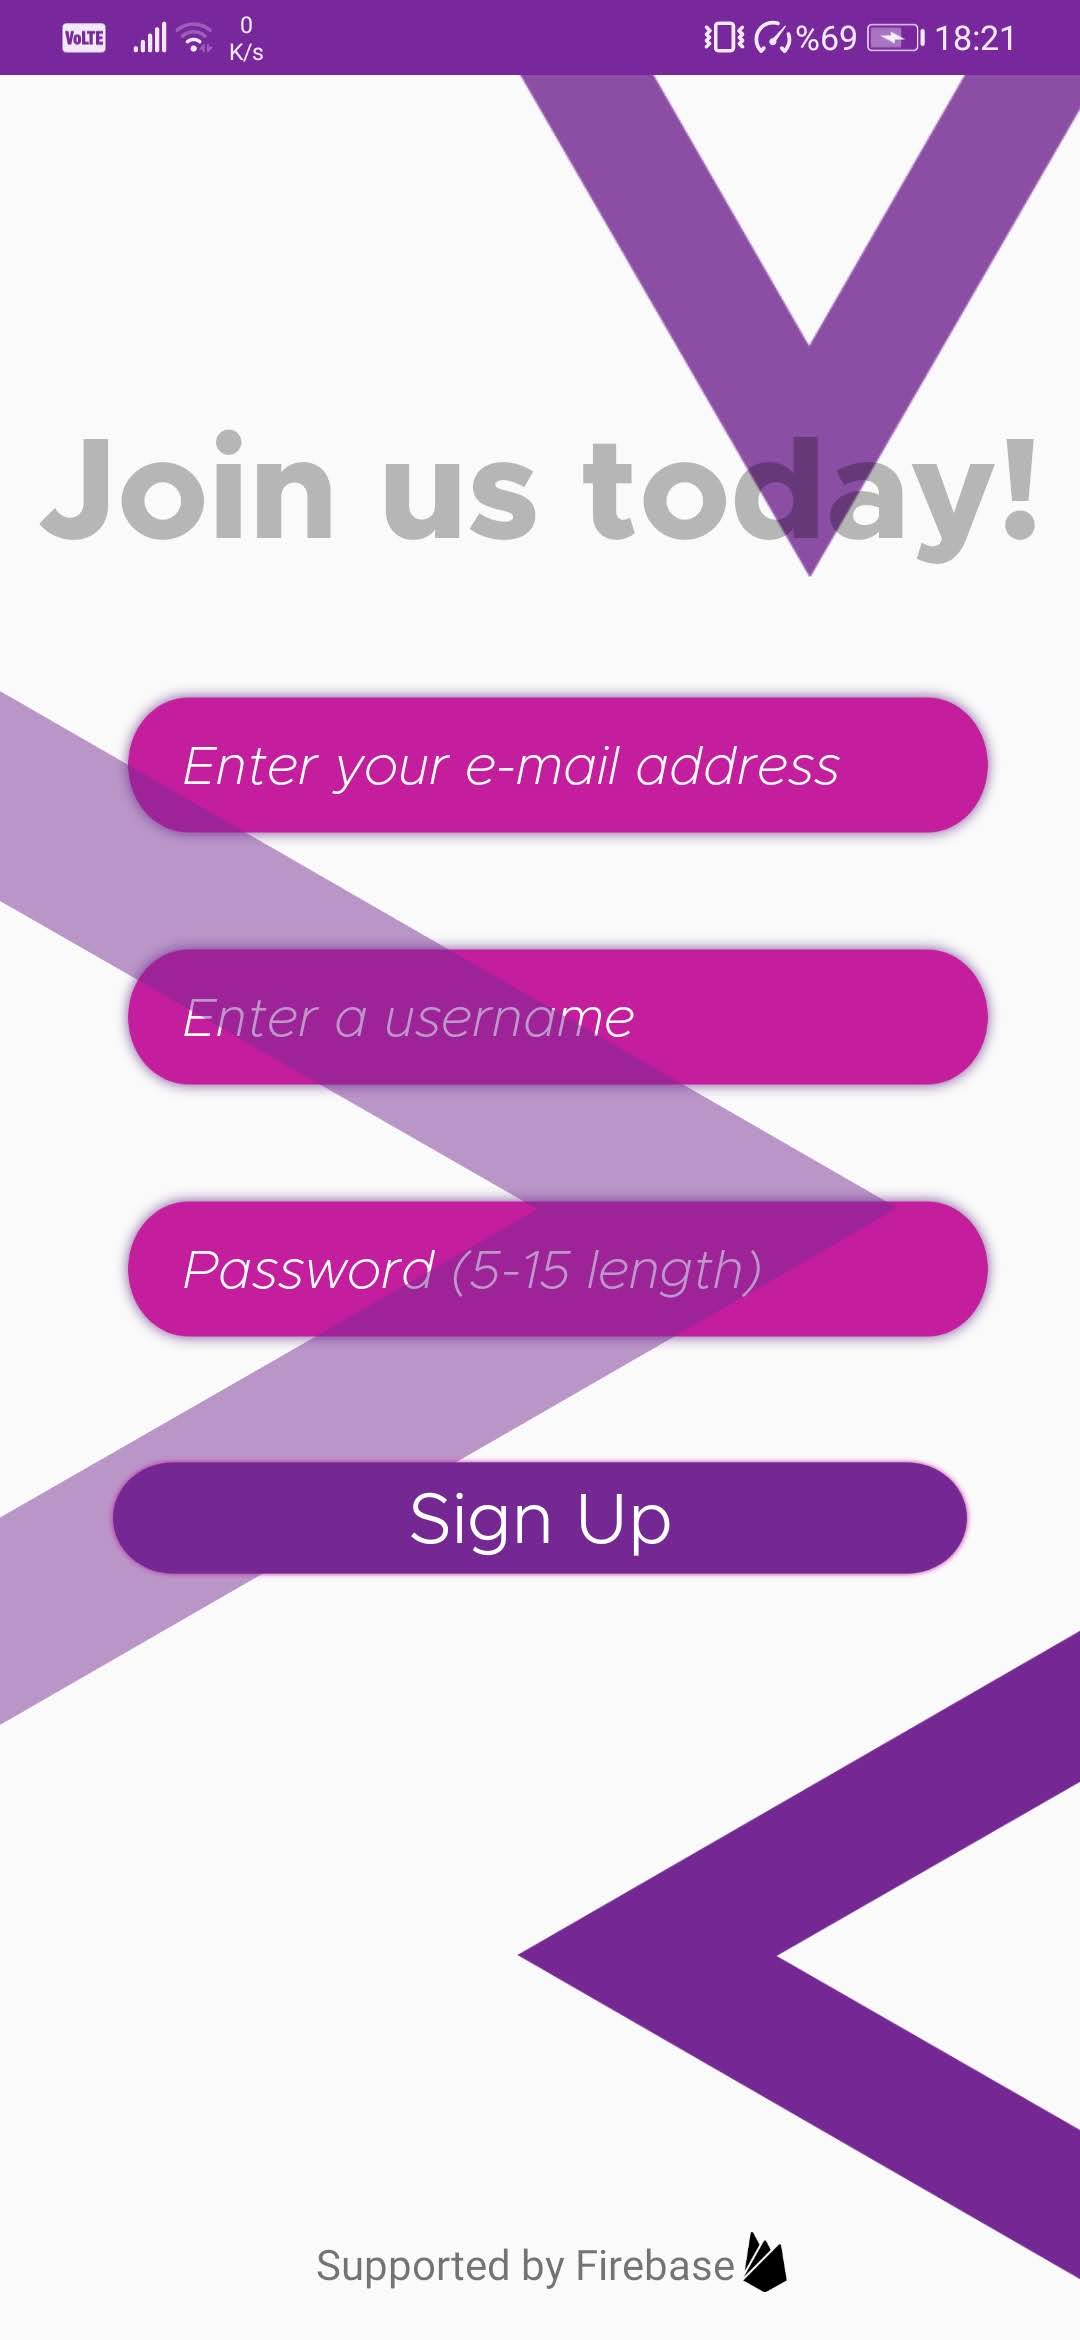 VoLTE 0 K/s %69 18:21
Join us today!
Enter your e-mail address
Enter a username
Password (5-15 length)
Sign Up
Supported by Firebase